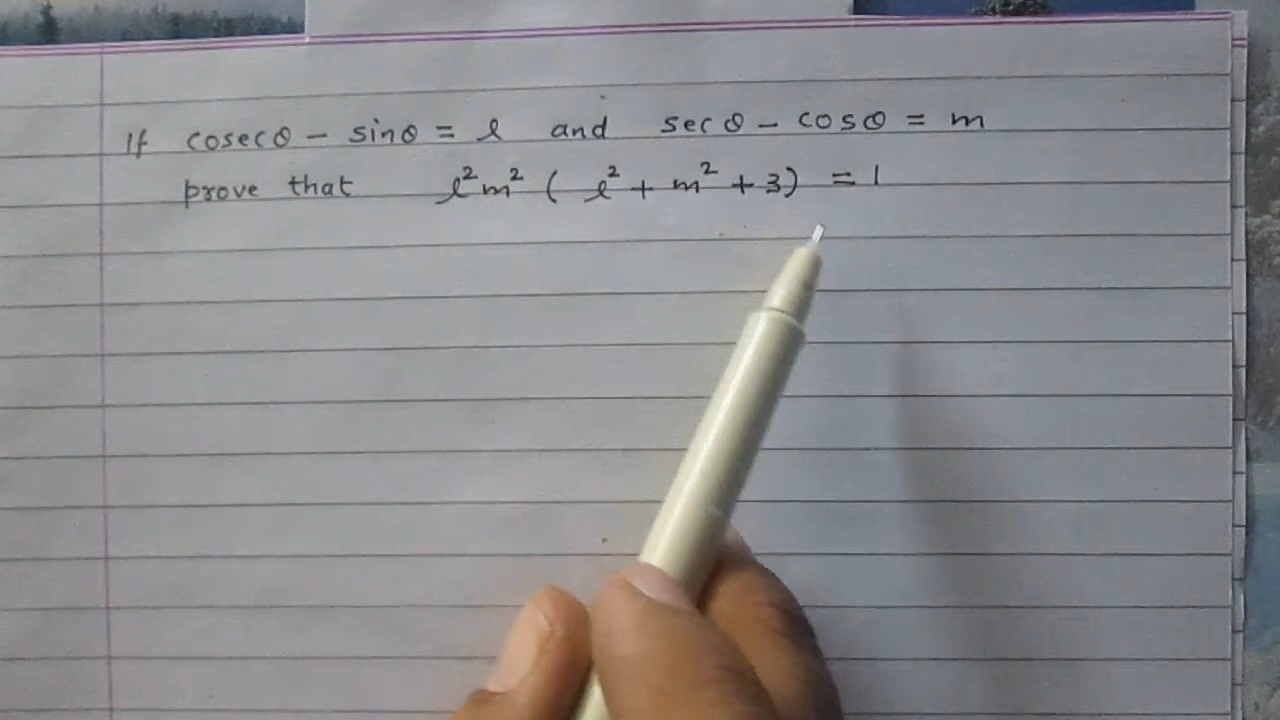 If cosecθ - sinθ = l and secθ - cosθ = m
prove that l²m² ( l² + m² + 3) = 1